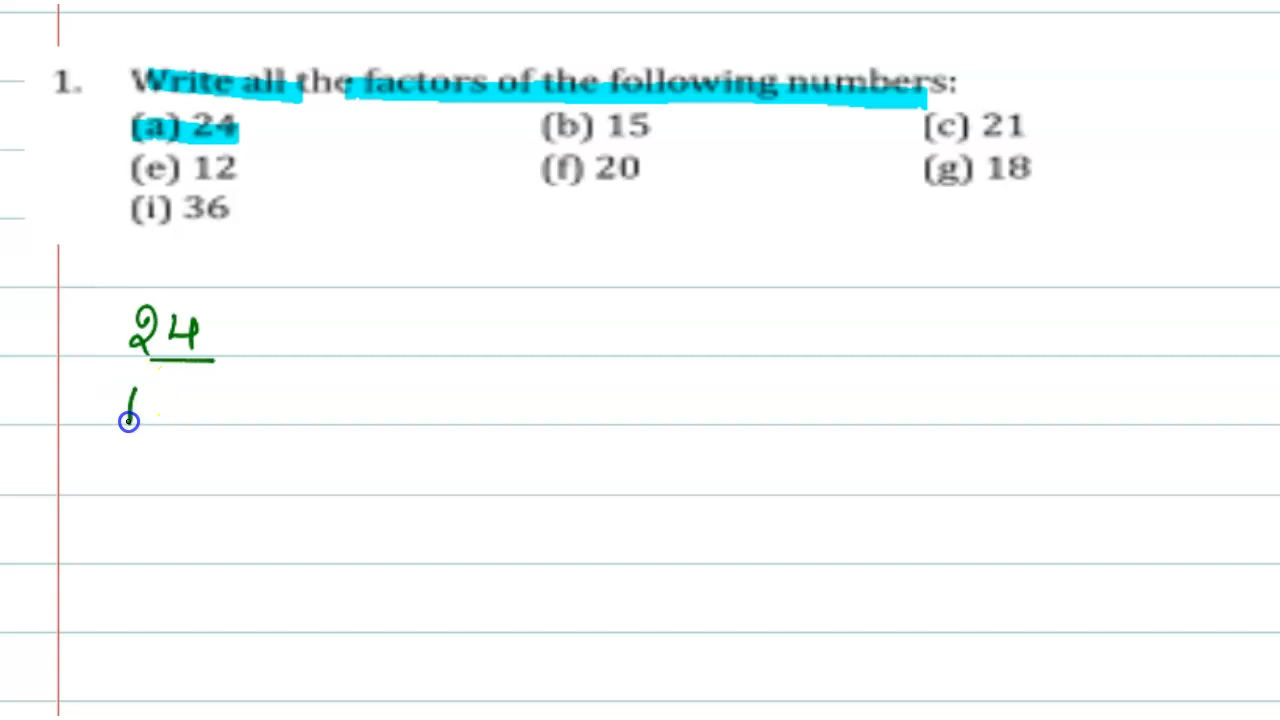 1. Write all the factors of the following numbers:
(a) 24 (b) 15 (c) 21
(e) 12 (f) 20 (g) 18
(i) 36
24
1